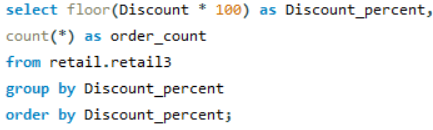 select floor(Discount * 100) as Discount_percent,
count(*) as order_count
from retail.retail3
group by Discount_percent
order by Discount_percent;